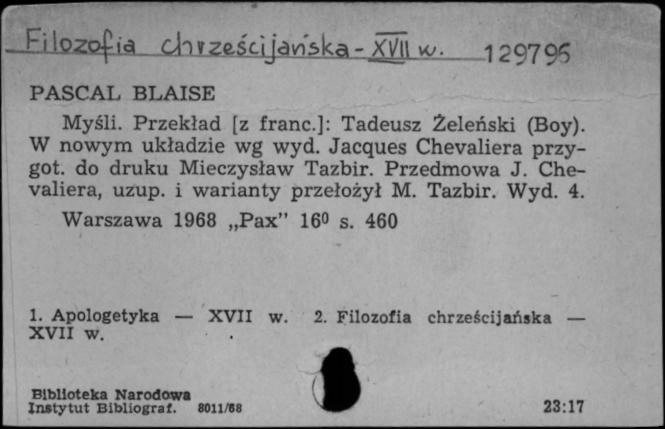 Filozofia chrześcijańska - XVII w. 129795
PASCAL BLAISE
Myśli. Przekład [z franc.]: Tadeusz Żeleński (Boy).
W nowym układzie wg wyd. Jacques Chevaliera przy-
got. do druku Mieczysław Tazbir. Przedmowa J. Che-
valiera, uzup. i warianty przełożył M. Tazbir. Wyd. 4.
Warszawa 1968 „Pax” 16⁰ s. 460
1. Apologetyka — XVII w. 2. Filozofia chrześcijańska —
XVII w.
Biblioteka Narodowa
Instytut Bibliograf. 8011/68 23:17